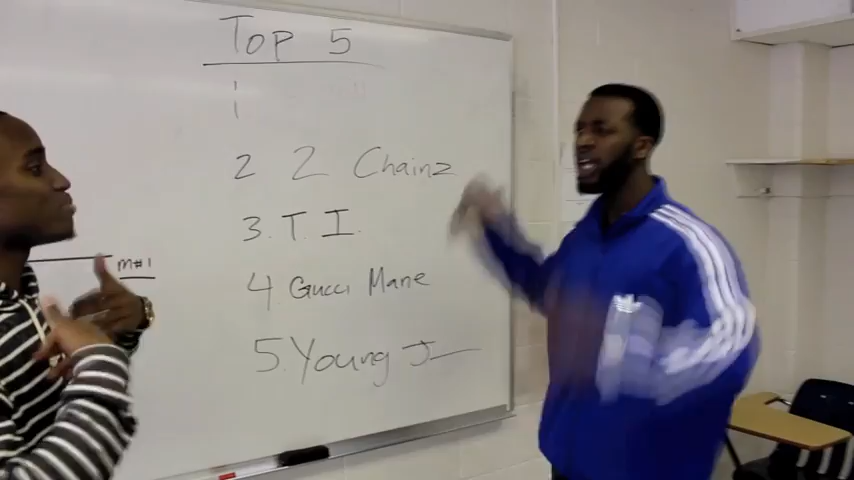 Top 5
1
2 2 Chainz
3. T. I.
m#1
4. Gucci Mane
5. Young J